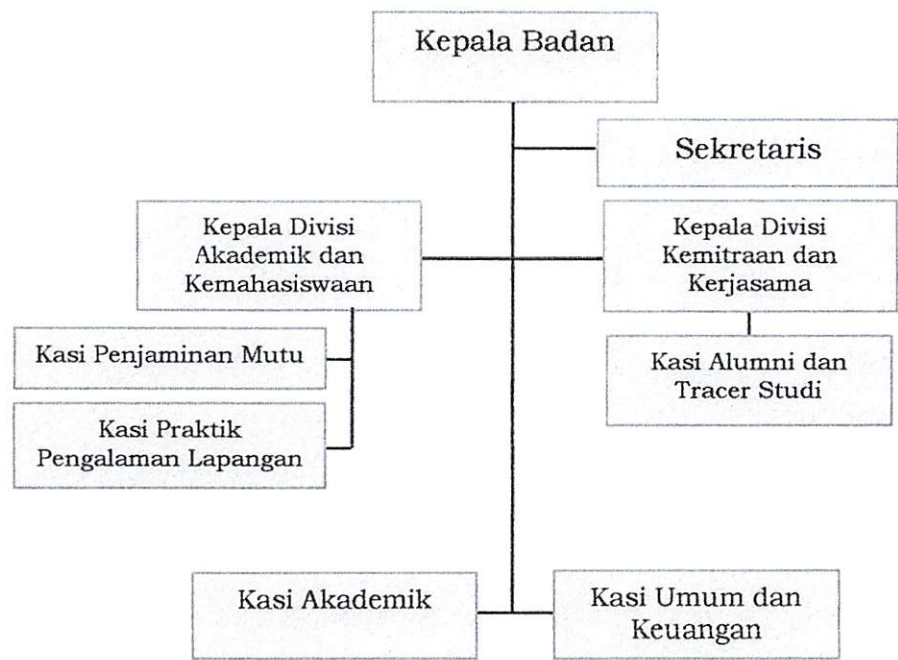 Kepala Badan
Sekretaris
Kepala Divisi
Akademik dan
Kemahasiswaan
Kepala Divisi
Kemitraan dan
Kerjasama
Kasi Penjaminan Mutu
Kasi Alumni dan
Tracer Studi
Kasi Praktik
Pengalaman Lapangan
Kasi Akademik
Kasi Umum dan
Keuangan